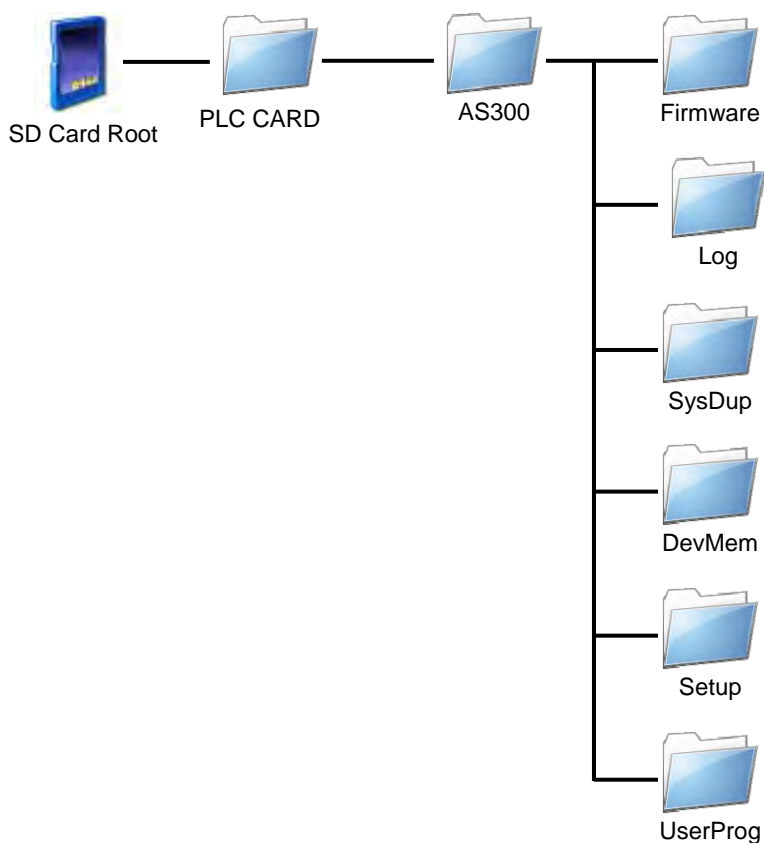 SD Card Root
PLC CARD
AS300
Firmware
Log
SysDup
DevMem
Setup
UserProg